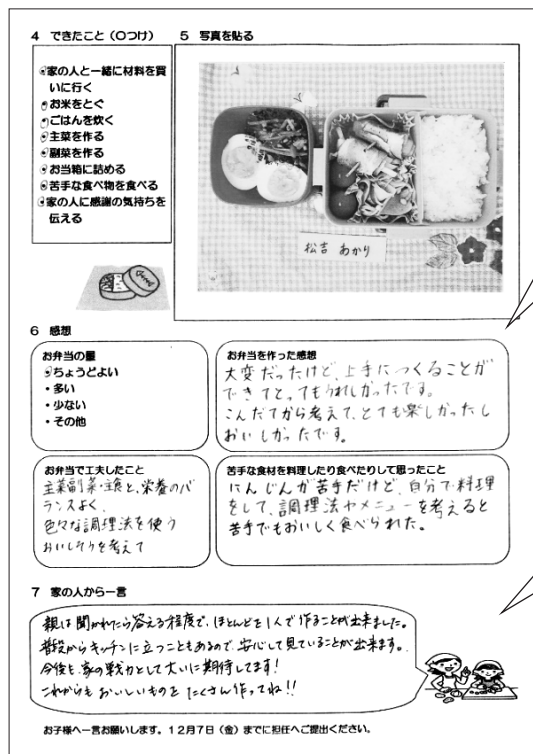 4 できたこと（○つけ）
・家の人と一緒に材料を買
いに行く
・お米をとぐ
・ごはんを炊く
・主菜を作る
・副菜を作る
・お弁当箱に詰める
・苦手な食べ物を食べる
・家の人に感謝の気持ちを
伝える
5 写真を貼る
松吉 あかり
6 感想
お弁当の量
・ちょうどよい
・多い
・少ない
・その他
お弁当を作った感想
大変だったけど、上手につくることが
できてとってもうれしかったです。
こんだてから考えて、とても楽しかったし
おいしかったです。
お弁当で工夫したこと
主菜副菜・主食と、栄養のバ
ランスよく、
色々な調理法を使う
おいしそうを考えて
苦手な食材を料理したり食べたりして思ったこと
にんじんが苦手だけど、自分で料理
をして、調理法やメニューを考えると
苦手でもおいしく食べられた。
7 家の人から一言
親は聞かれたら答える程度で、ほとんどを1人で作ることが出来ました。
普段からキッチンに立つこともあるので、安心して見ていることが出来ます。
今後も、家の戦力として大いに期待してます！
これからもおいしいものをたくさん作ってね！！
お子様へ一言お願いします。12月7日（金）までに担任へご提出ください。